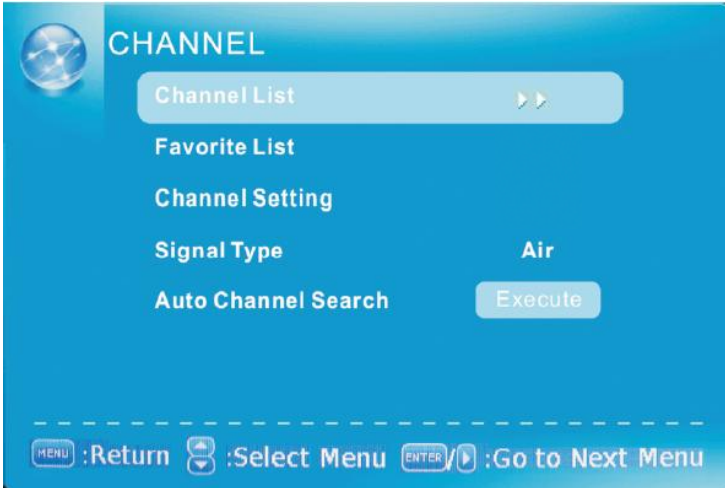 CHANNEL
Channel List
Favorite List
Channel Setting
Signal Type Air
Auto Channel Search Execute
MENU :Return :Select Menu ENTER/ :Go to Next Menu